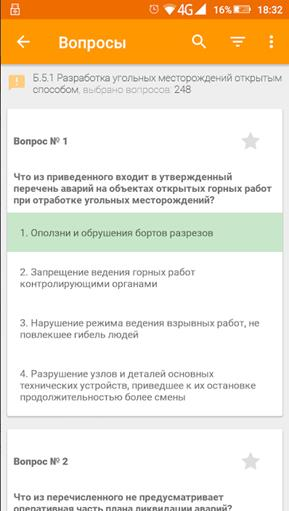 4G 16% 18:32
Вопросы
Б.5.1 Разработка угольных месторождений открытым
способом, выбрано вопросов: 248
Вопрос № 1
Что из приведенного входит в утвержденный
перечень аварий на объектах открытых горных работ
при отработке угольных месторождений?
1. Оползни и обрушения бортов разрезов
2. Запрещение ведения горных работ
контролирующими органами
3. Нарушение режима ведения взрывных работ, не
повлекшее гибель людей
4. Разрушение узлов и деталей основных
технических устройств, приведшее к их остановке
продолжительностью более смены
Вопрос № 2
Что из перечисленного не предусматривает
оперативная часть плана ликвидации аварий?